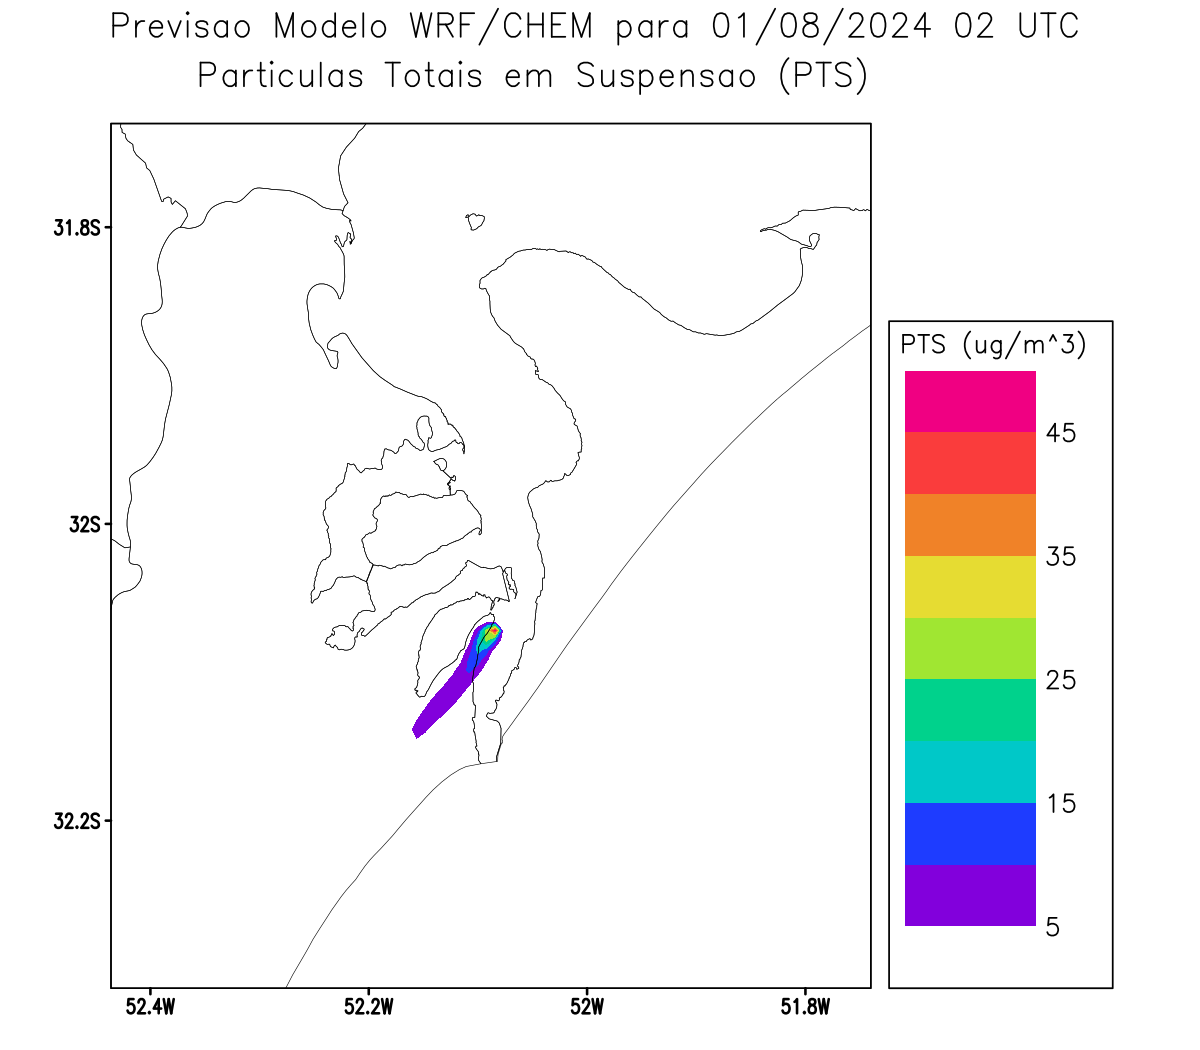 Previsao Modelo WRF/CHEM para 01/08/2024 02 UTC
Particulas Totais em Suspensao (PTS)
31.8S
32S
32.2S
52.4W
52.2W
52W
51.8W
PTS (ug/m^3)
45
35
25
15
5